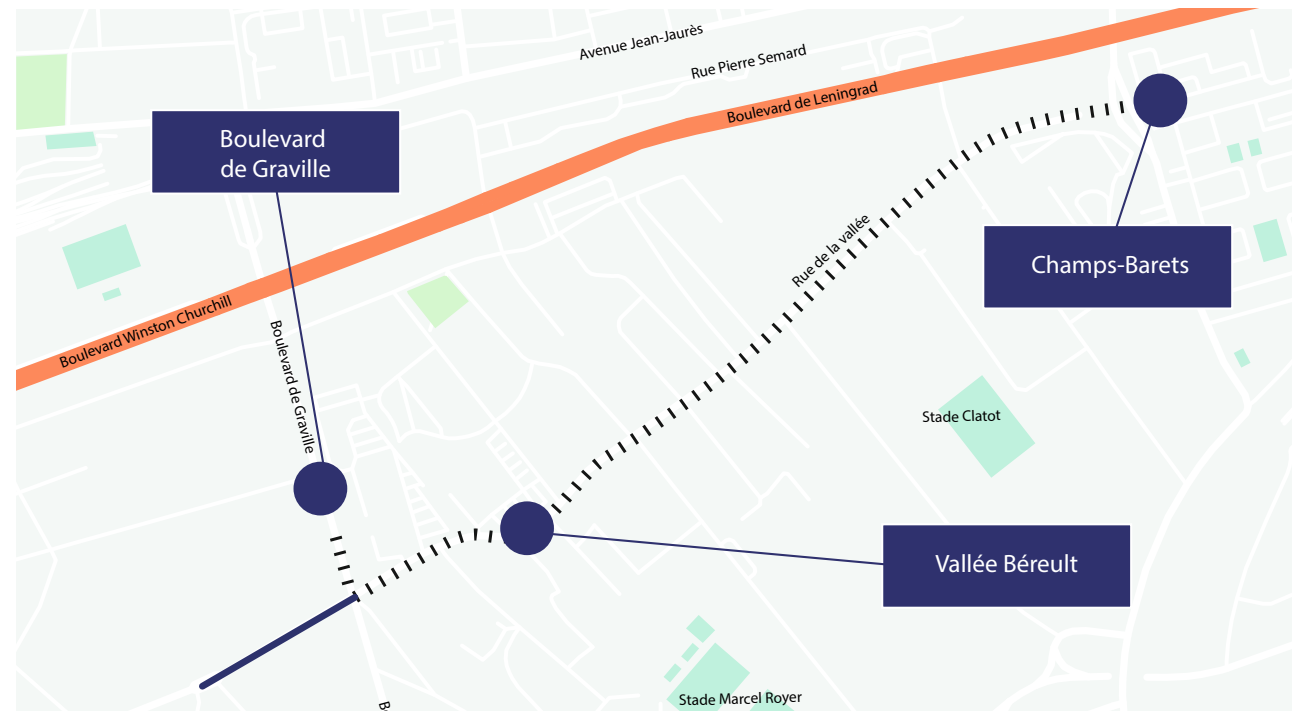 Avenue Jean-Jaurès
Rue Pierre Semard
Boulevard de Leningrad
Boulevard
de Graville
Rue de la vallée
Champs-Barets
Boulevard Winston Churchill
Boulevard de Graville
Stade Clatot
Vallée Béreult
Stade Marcel Royer